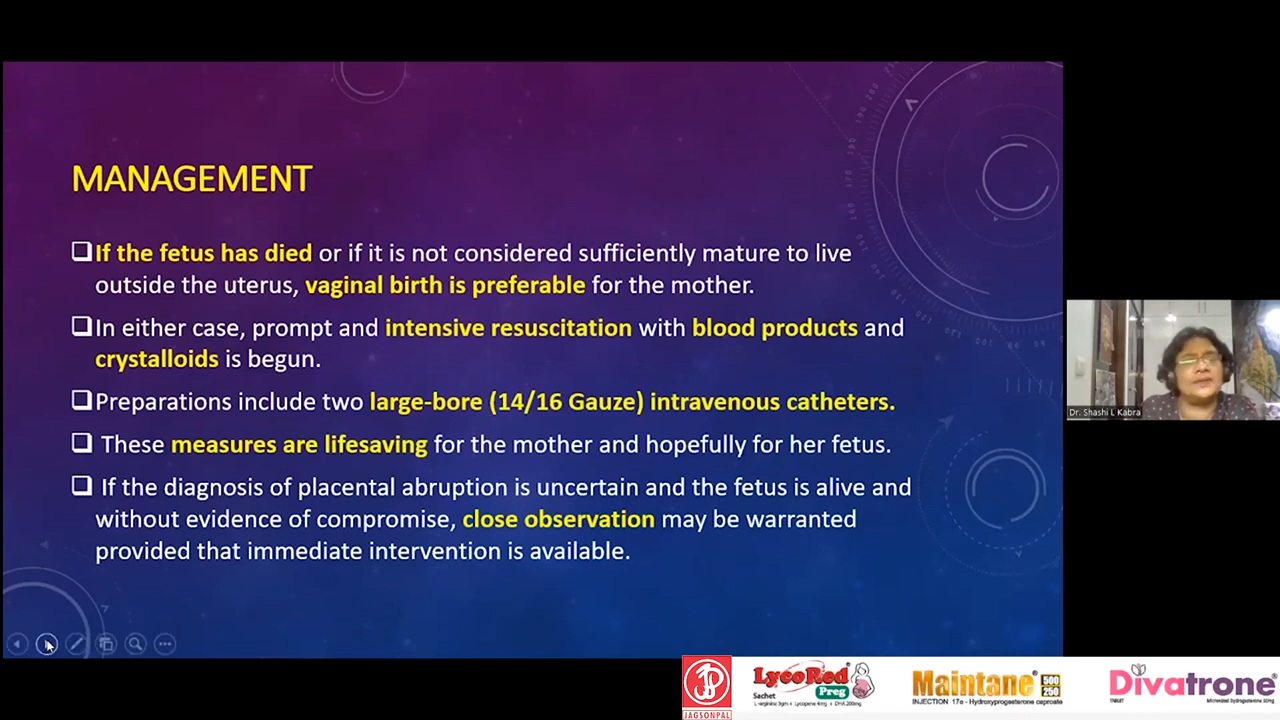 MANAGEMENT
If the fetus has died or if it is not considered sufficiently mature to live
outside the uterus, vaginal birth is preferable for the mother.
In either case, prompt and intensive resuscitation with blood products and
crystalloids is begun.
Preparations include two large-bore (14/16 Gauze) intravenous catheters.
These measures are lifesaving for the mother and hopefully for her fetus.
If the diagnosis of placental abruption is uncertain and the fetus is alive and
without evidence of compromise, close observation may be warranted
provided that immediate intervention is available.
Dr. Shashi L Kabra
JAGSONPAL
LycoRed
Preg
Sachet
L-arginine 3gm + Lycopene 4mg + DHA 200mg
Maintane 500
250
INJECTION 17α - Hydroxyprogesterone caproate
Divatrone
TABLET